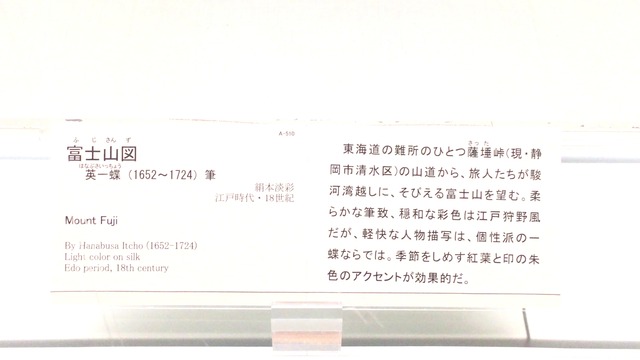 A-510
ふじさんず
富士山図
はなぶさいっちょう
英一蝶（1652～1724）筆
絹本淡彩
江戸時代・18世紀
Mount Fuji
By Hanabusa Itcho (1652-1724)
Light color on silk
Edo period, 18th century
さった
東海道の難所のひとつ薩埵峠(現・静
岡市清水区)の山道から、旅人たちが駿
河湾越しに、そびえる富士山を望む。柔
らかな筆致、穏和な彩色は江戸狩野風
だが、軽快な人物描写は、個性派の一
蝶ならでは。季節をしめす紅葉と印の朱
色のアクセントが効果的だ。